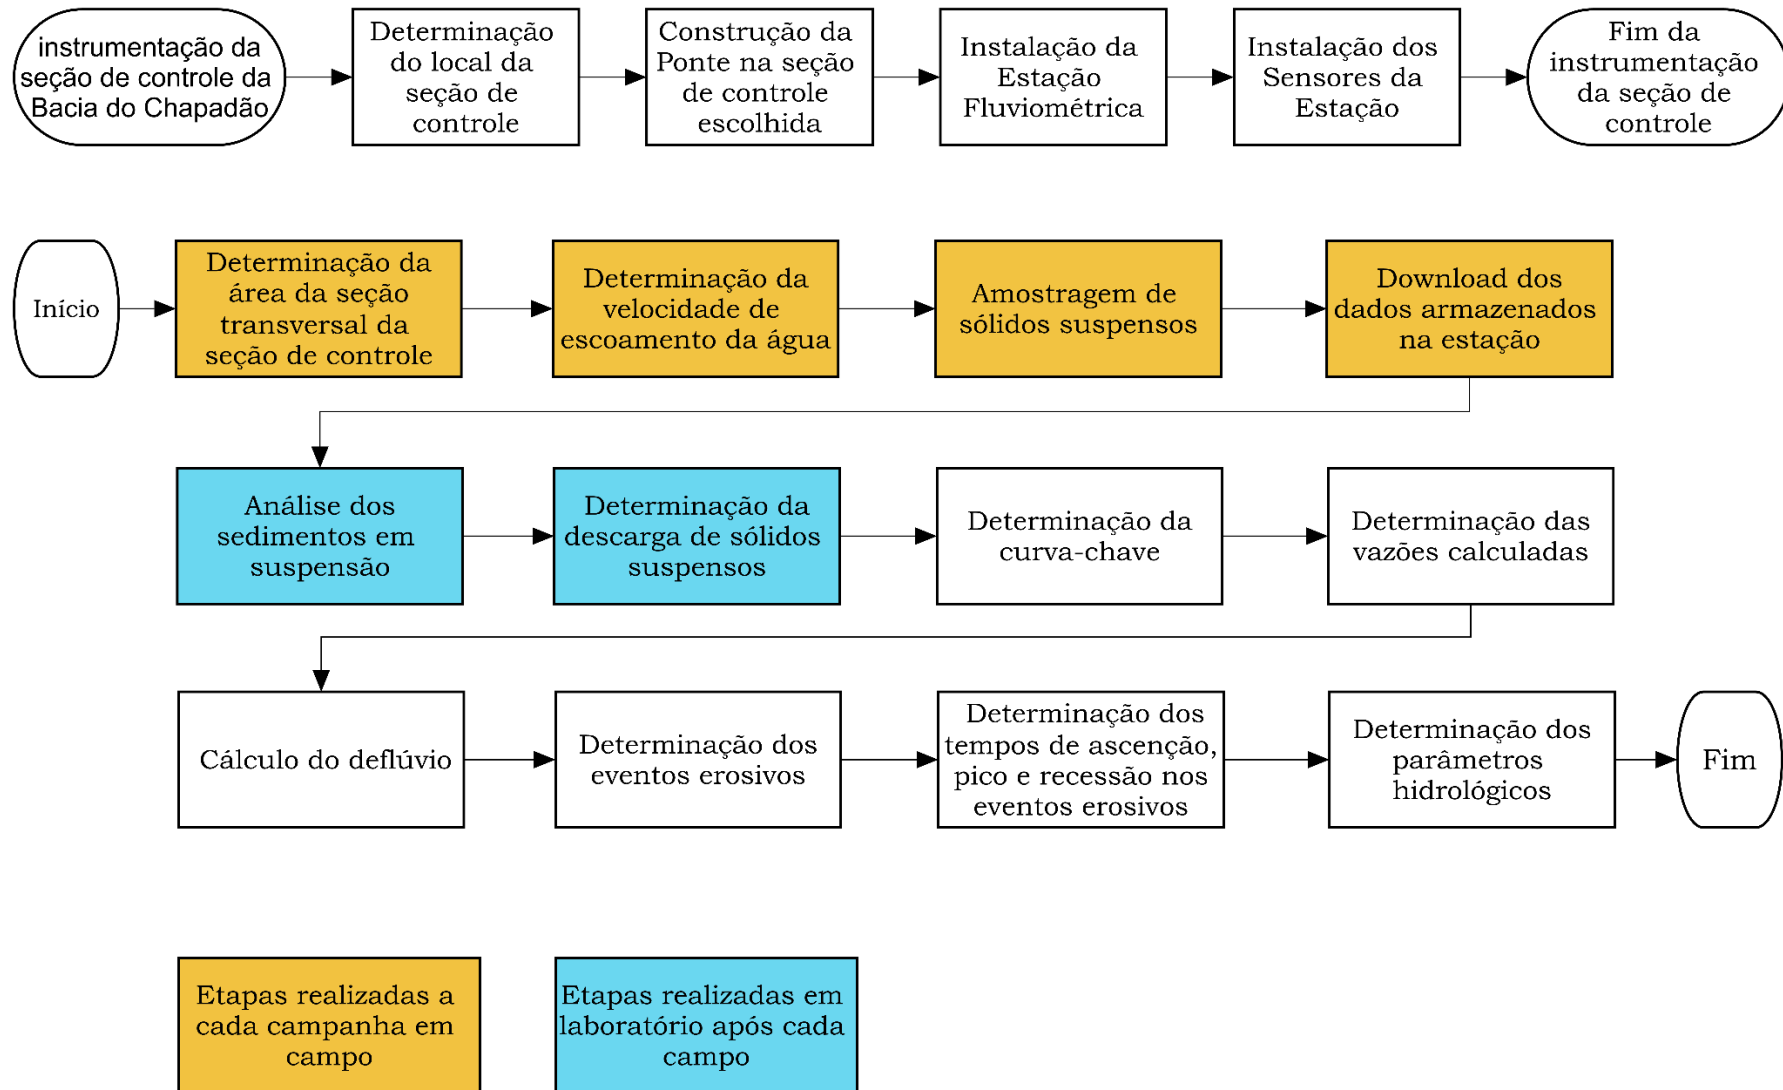 instrumentação da
seção de controle da
Bacia do Chapadão
Determinação
do local da
seção de
controle
Construção da
Ponte na seção
de controle
escolhida
Instalação da
Estação
Fluviométrica
Instalação dos
Sensores da
Estação
Fim da
instrumentação
da seção de
controle
Início
Determinação da
área da seção
transversal da
seção de controle
Determinação da
velocidade de
escoamento da água
Amostragem de
sólidos suspensos
Download dos
dados armazenados
na estação
Análise dos
sedimentos em
suspensão
Determinação da
descarga de sólidos
suspensos
Determinação da
curva-chave
Determinação das
vazões calculadas
Cálculo do deflúvio
Determinação dos
eventos erosivos
Determinação dos
tempos de ascenção,
pico e recessão nos
eventos erosivos
Determinação dos
parâmetros
hidrológicos
Fim
Etapas realizadas a
cada campanha em
campo
Etapas realizadas em
laboratório após cada
campo